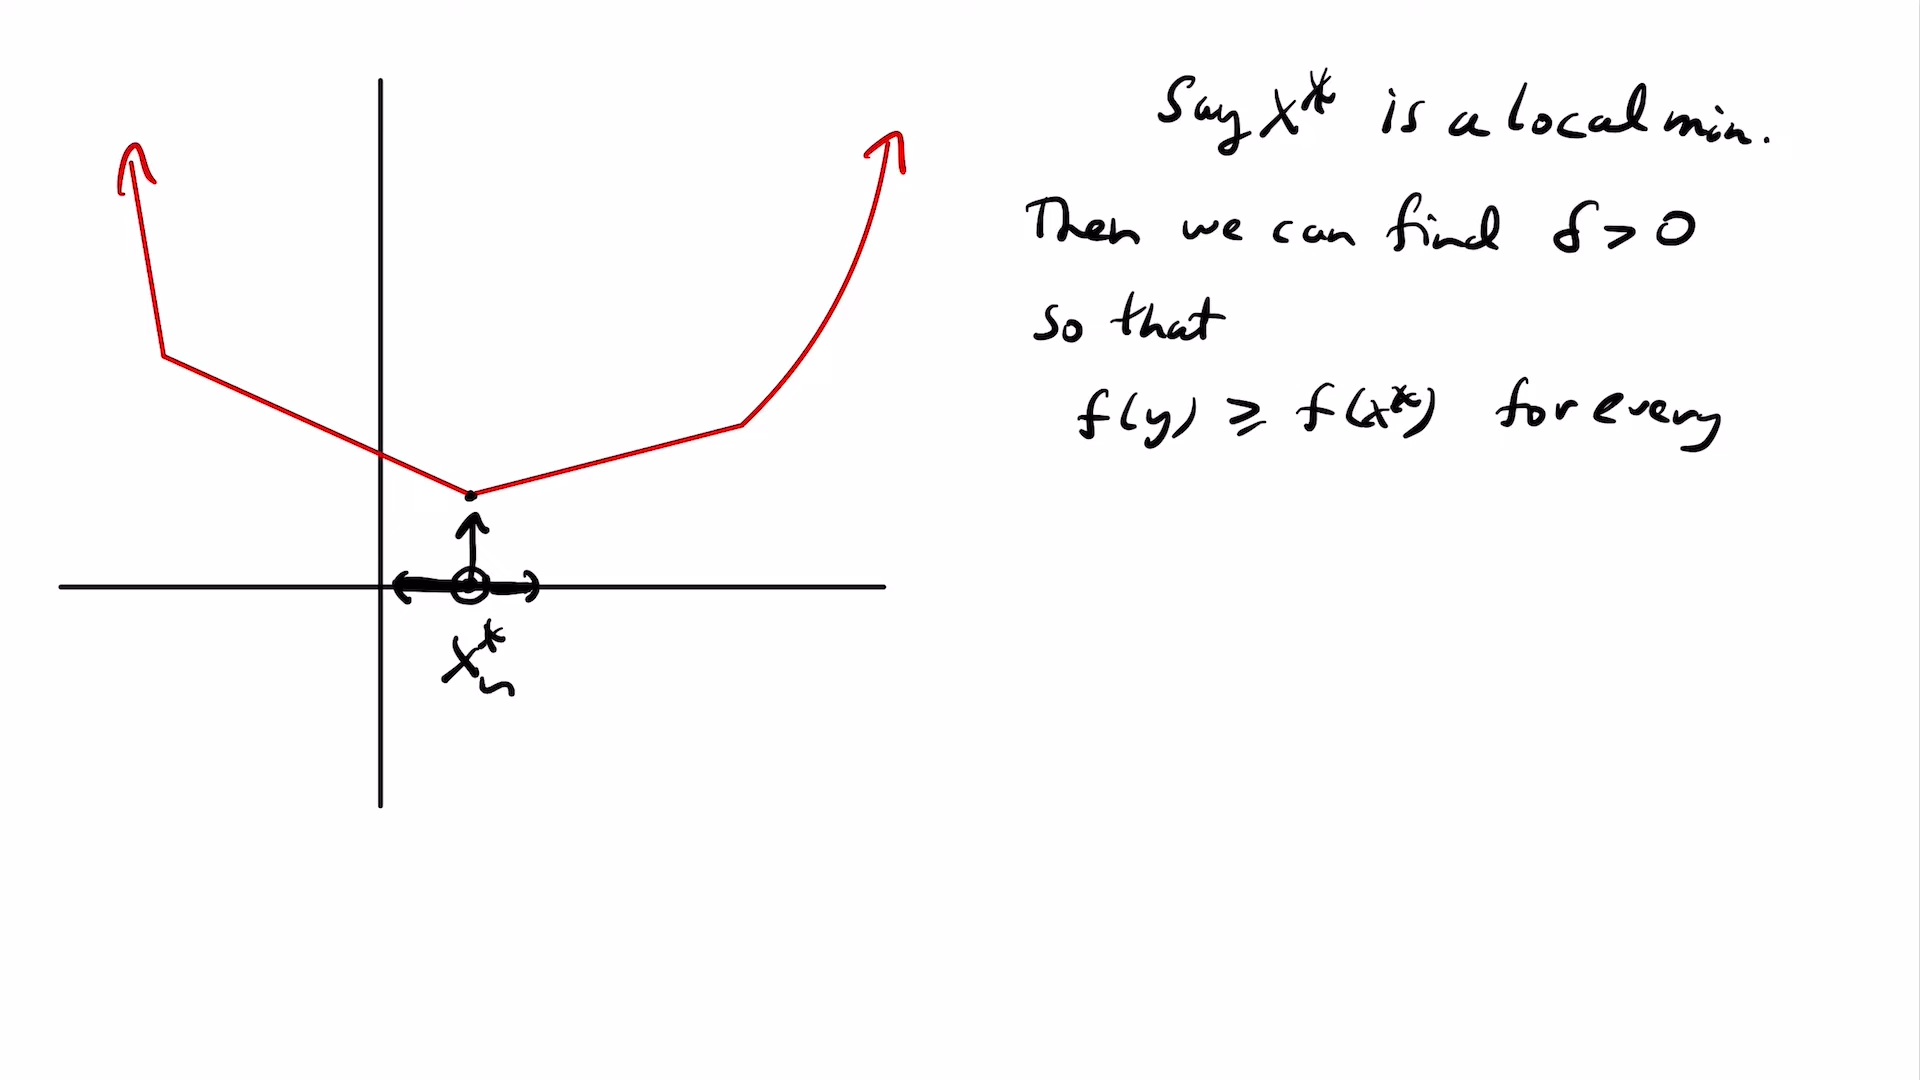 Say x* is a local min.
Then we can find δ > 0
so that
f(y) ≥ f(x*) for every
x*